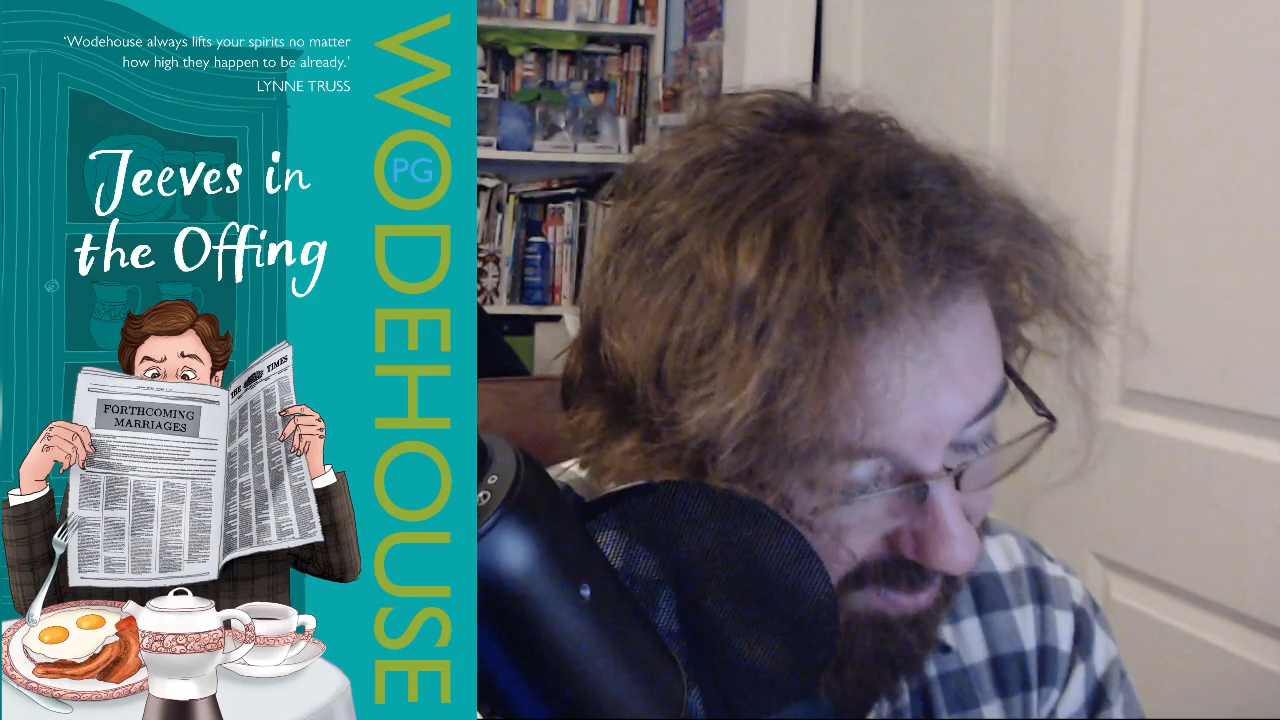 ‘Wodehouse always lifts your spirits no matter
how high they happen to be already.’
LYNNE TRUSS
Jeeves in
the Offing
THE TIMES
FORTHCOMING
MARRIAGES
PG
WODEHOUSE